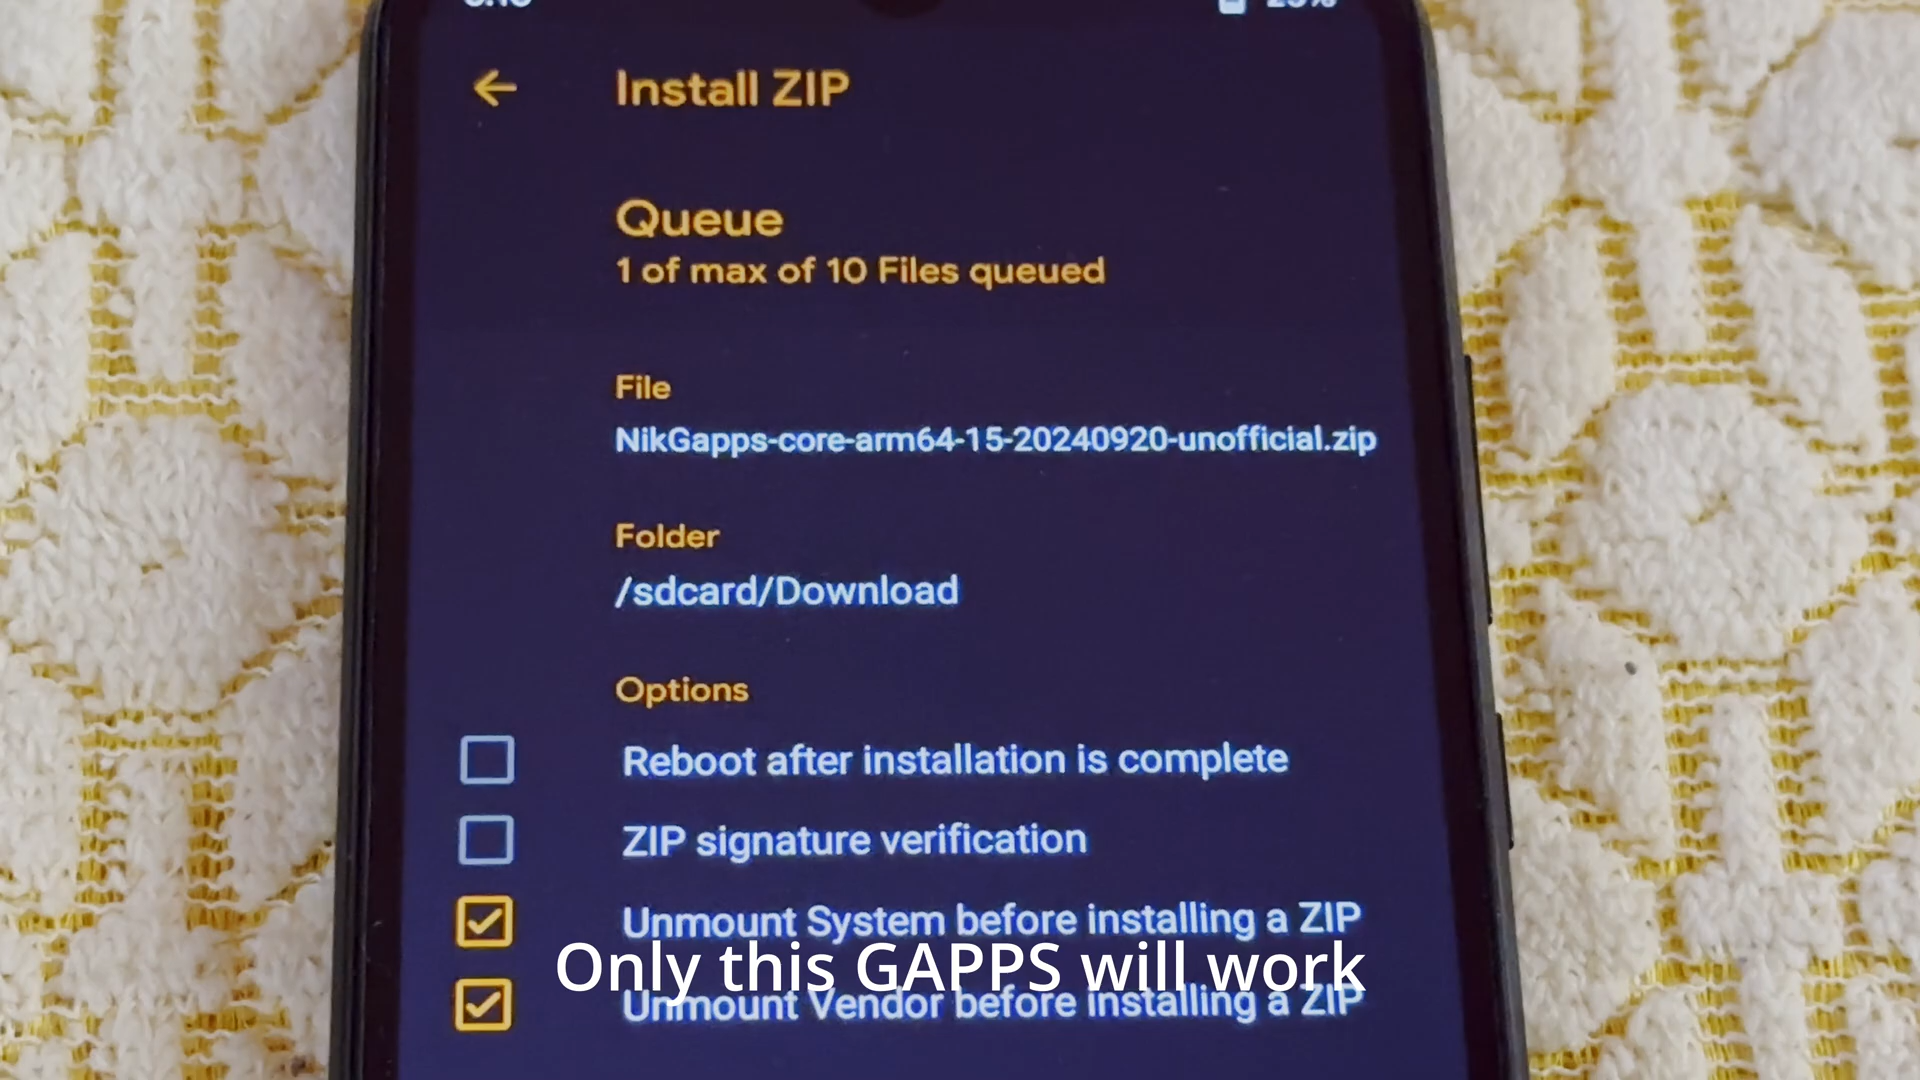 Install ZIP
Queue
1 of max of 10 Files queued
File
NikGapps-core-arm64-15-20240920-unofficial.zip
Folder
/sdcard/Download
Options
Reboot after installation is complete
ZIP signature verification
Unmount System before installing a ZIP
Only this GAPPS will work
Unmount Vendor before installing a ZIP